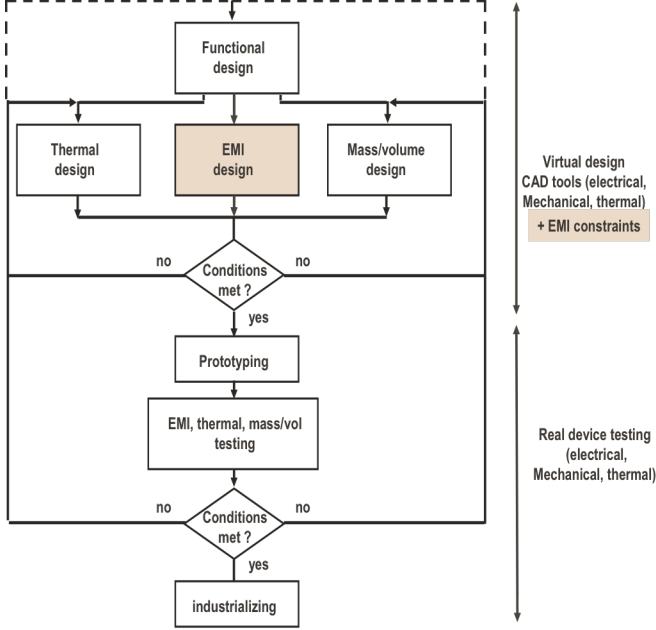 Functional
design
Thermal
design
EMI
design
Mass/volume
design
Virtual design
CAD tools (electrical,
Mechanical, thermal)
+ EMI constraints
no
Conditions
met ?
no
yes
Prototyping
EMI, thermal, mass/vol
testing
Real device testing
(electrical,
Mechanical, thermal)
no
Conditions
met ?
no
yes
industrializing